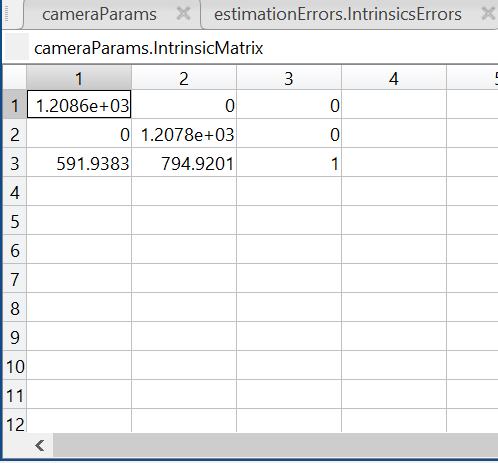 cameraParams estimationErrors.IntrinsicsErrors
cameraParams.IntrinsicMatrix
1 2 3 4
1 1.2086e+03 0 0
2 0 1.2078e+03 0
3 591.9383 794.9201 1
4
5
6
7
8
9
10
11
12